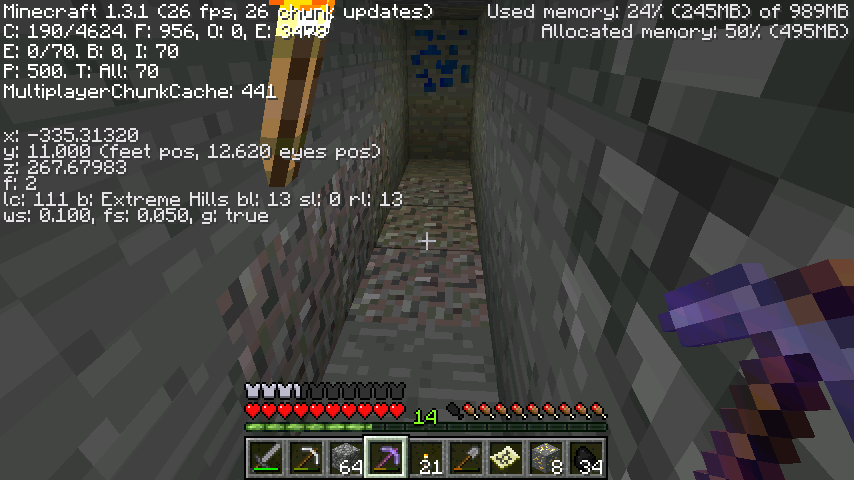 Minecraft 1.3.1 (26 fps, 26 chunk updates)
Used memory: 24% (245MB) of 989MB
C: 190/4624. F: 956, O: 0, E: 3478
Allocated memory: 50% (495MB)
E: 0/70. B: 0, I: 70
P: 500. T: All: 70
MultiplayerChunkCache: 441
x: -335.31320
y: 11.000 (feet pos, 12.620 eyes pos)
z: 267.67983
f: 2
lc: 111 b: Extreme Hills bl: 13 sl: 0 rl: 13
ws: 0.100, fs: 0.050, g: true
14
64 21 8 34